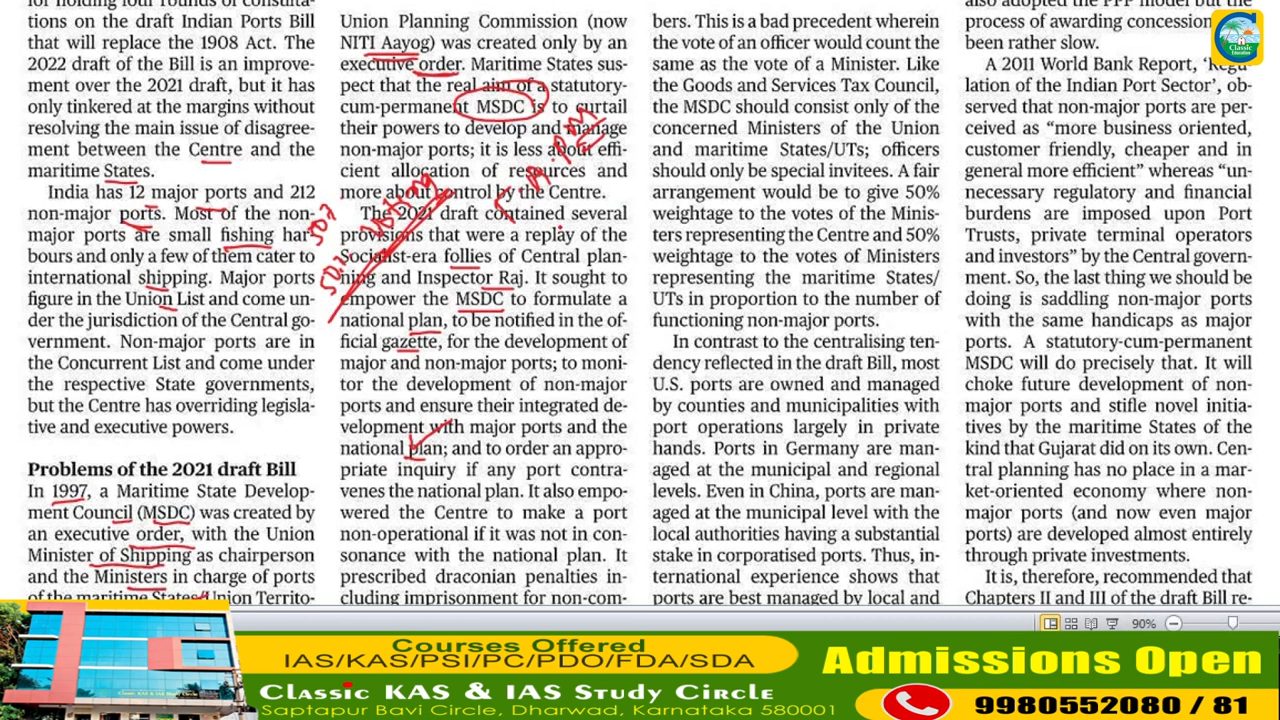 for holding four rounds of consulta-
tions on the draft Indian Ports Bill
that will replace the 1908 Act. The
2022 draft of the Bill is an improve-
ment over the 2021 draft, but it has
only tinkered at the margins without
resolving the main issue of disagree-
ment between the Centre and the
maritime States.
India has 12 major ports and 212
non-major ports. Most of the non-
major ports are small fishing har-
bours and only a few of them cater to
international shipping. Major ports
figure in the Union List and come un-
der the jurisdiction of the Central go-
vernment. Non-major ports are in
the Concurrent List and come under
the respective State governments,
but the Centre has overriding legisla-
tive and executive powers.
Problems of the 2021 draft Bill
In 1997, a Maritime State Develop-
ment Council (MSDC) was created by
an executive order, with the Union
Minister of Shipping as chairperson
and the Ministers in charge of ports
of the maritime States/Union Territo-
Union Planning Commission (now
NITI Aayog) was created only by an
executive order. Maritime States sus-
pect that the real aim of a statutory-
cum-permanent MSDC is to curtail
their powers to develop and manage
non-major ports; it is less about effi-
cient allocation of resources and
more about control by the Centre.
The 2021 draft contained several
provisions that were a replay of the
Socialist-era follies of Central plan-
ning and Inspector Raj. It sought to
empower the MSDC to formulate a
national plan, to be notified in the of-
ficial gazette, for the development of
major and non-major ports; to moni-
tor the development of non-major
ports and ensure their integrated de-
velopment with major ports and the
national plan; and to order an appro-
priate inquiry if any port contra-
venes the national plan. It also empo-
wered the Centre to make a port
non-operational if it was not in con-
sonance with the national plan. It
prescribed draconian penalties in-
cluding imprisonment for non-com-
bers. This is a bad precedent wherein
the vote of an officer would count the
same as the vote of a Minister. Like
the Goods and Services Tax Council,
the MSDC should consist only of the
concerned Ministers of the Union
and maritime States/UTs; officers
should only be special invitees. A fair
arrangement would be to give 50%
weightage to the votes of the Minis-
ters representing the Centre and 50%
weightage to the votes of Ministers
representing the maritime States/
UTs in proportion to the number of
functioning non-major ports.
In contrast to the centralising ten-
dency reflected in the draft Bill, most
U.S. ports are owned and managed
by counties and municipalities with
port operations largely in private
hands. Ports in Germany are man-
aged at the municipal and regional
levels. Even in China, ports are man-
aged at the municipal level with the
local authorities having a substantial
stake in corporatised ports. Thus, in-
ternational experience shows that
ports are best managed by local and
also adopted the PPP model but the
process of awarding concession
been rather slow.
A 2011 World Bank Report, 'Regu-
lation of the Indian Port Sector', ob-
served that non-major ports are per-
ceived as "more business oriented,
customer friendly, cheaper and in
general more efficient" whereas "un-
necessary regulatory and financial
burdens are imposed upon Port
Trusts, private terminal operators
and investors" by the Central govern-
ment. So, the last thing we should be
doing is saddling non-major ports
with the same handicaps as major
ports. A statutory-cum-permanent
MSDC will do precisely that. It will
choke future development of non-
major ports and stifle novel initia-
tives by the maritime States of the
kind that Gujarat did on its own. Cen-
tral planning has no place in a mar-
ket-oriented economy where non-
major ports (and now even major
ports) are developed almost entirely
through private investments.
It is, therefore, recommended that
Chapters II and III of the draft Bill re-
Classic
Education
90%
Courses Offered
IAS/KAS/PSI/PC/PDO/FDA/SDA
Classic KAS & IAS Study Circle
Saptapur Bavi Circle, Dharwad, Karnataka 580001
Admissions Open
9980552080 / 81